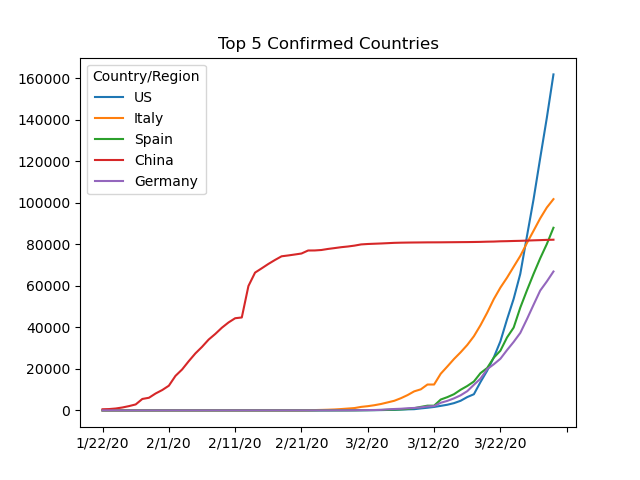 Top 5 Confirmed Countries
Country/Region
US
Italy
Spain
China
Germany
160000
140000
120000
100000
80000
60000
40000
20000
0
1/22/20 2/1/20 2/11/20 2/21/20 3/2/20 3/12/20 3/22/20